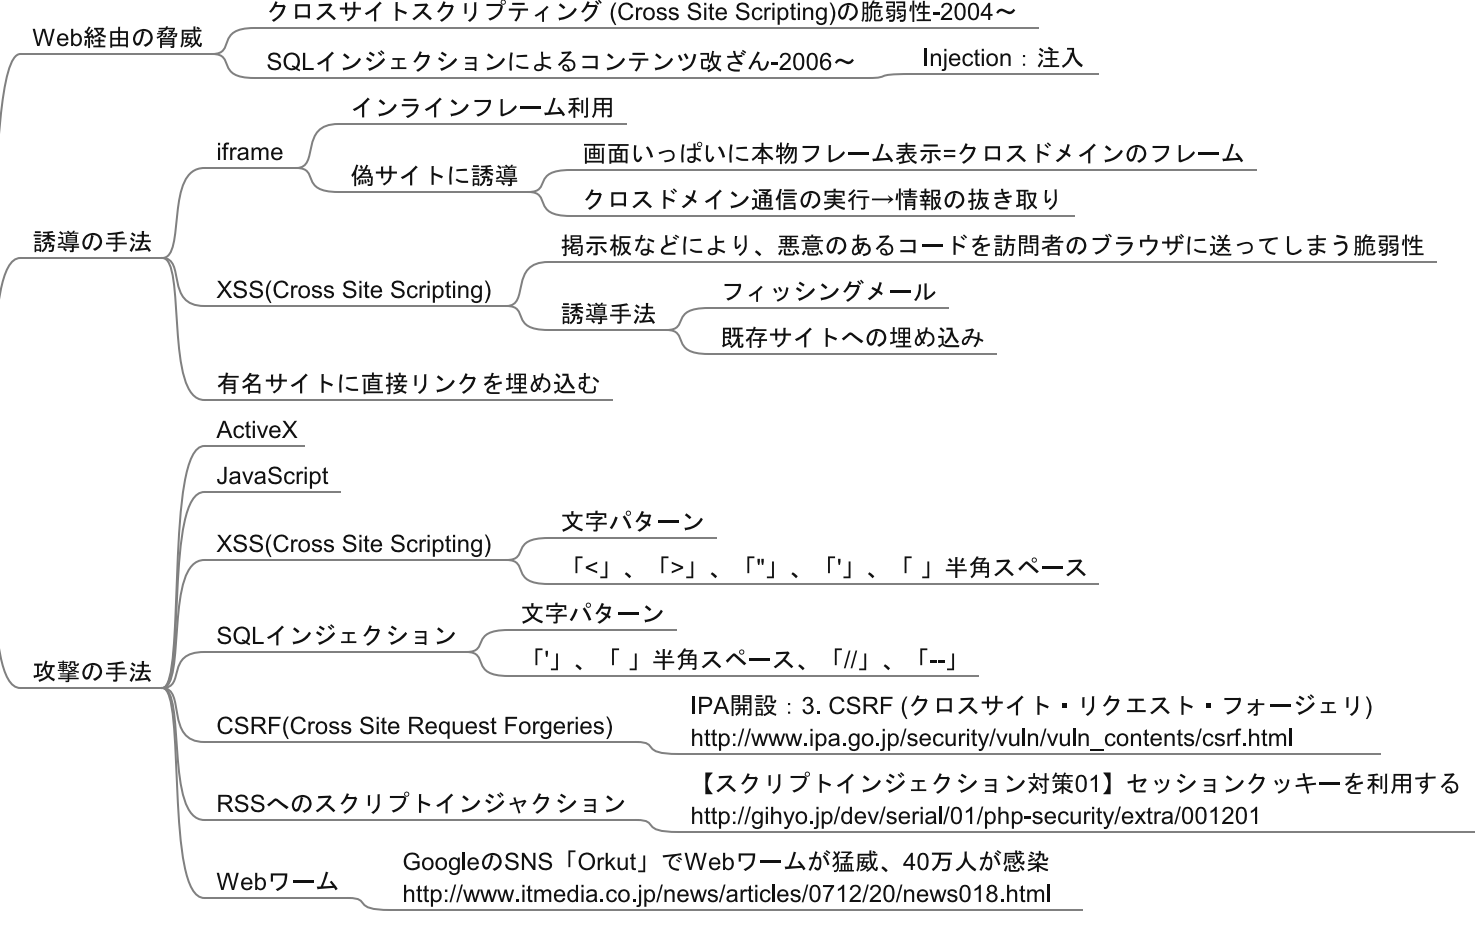 Web経由の脅威
クロスサイトスクリプティング (Cross Site Scripting)の脆弱性-2004～
SQLインジェクションによるコンテンツ改ざん-2006～
Injection：注入
誘導の手法
iframe
インラインフレーム利用
偽サイトに誘導
画面いっぱいに本物フレーム表示=クロスドメインのフレーム
クロスドメイン通信の実行→情報の抜き取り
XSS(Cross Site Scripting)
掲示板などにより、悪意のあるコードを訪問者のブラウザに送ってしまう脆弱性
誘導手法
フィッシングメール
既存サイトへの埋め込み
有名サイトに直接リンクを埋め込む
攻撃の手法
ActiveX
JavaScript
XSS(Cross Site Scripting)
文字パターン
「<」、「>」、「"」、「'」、「 」半角スペース
SQLインジェクション
文字パターン
「'」、「 」半角スペース、「//」、「--」
CSRF(Cross Site Request Forgeries)
IPA開設：3. CSRF (クロスサイト・リクエスト・フォージェリ)
http://www.ipa.go.jp/security/vuln/vuln_contents/csrf.html
RSSへのスクリプトインジャクション
【スクリプトインジェクション対策01】セッションクッキーを利用する
http://gihyo.jp/dev/serial/01/php-security/extra/001201
Webワーム
GoogleのSNS「Orkut」でWebワームが猛威、40万人が感染
http://www.itmedia.co.jp/news/articles/0712/20/news018.html